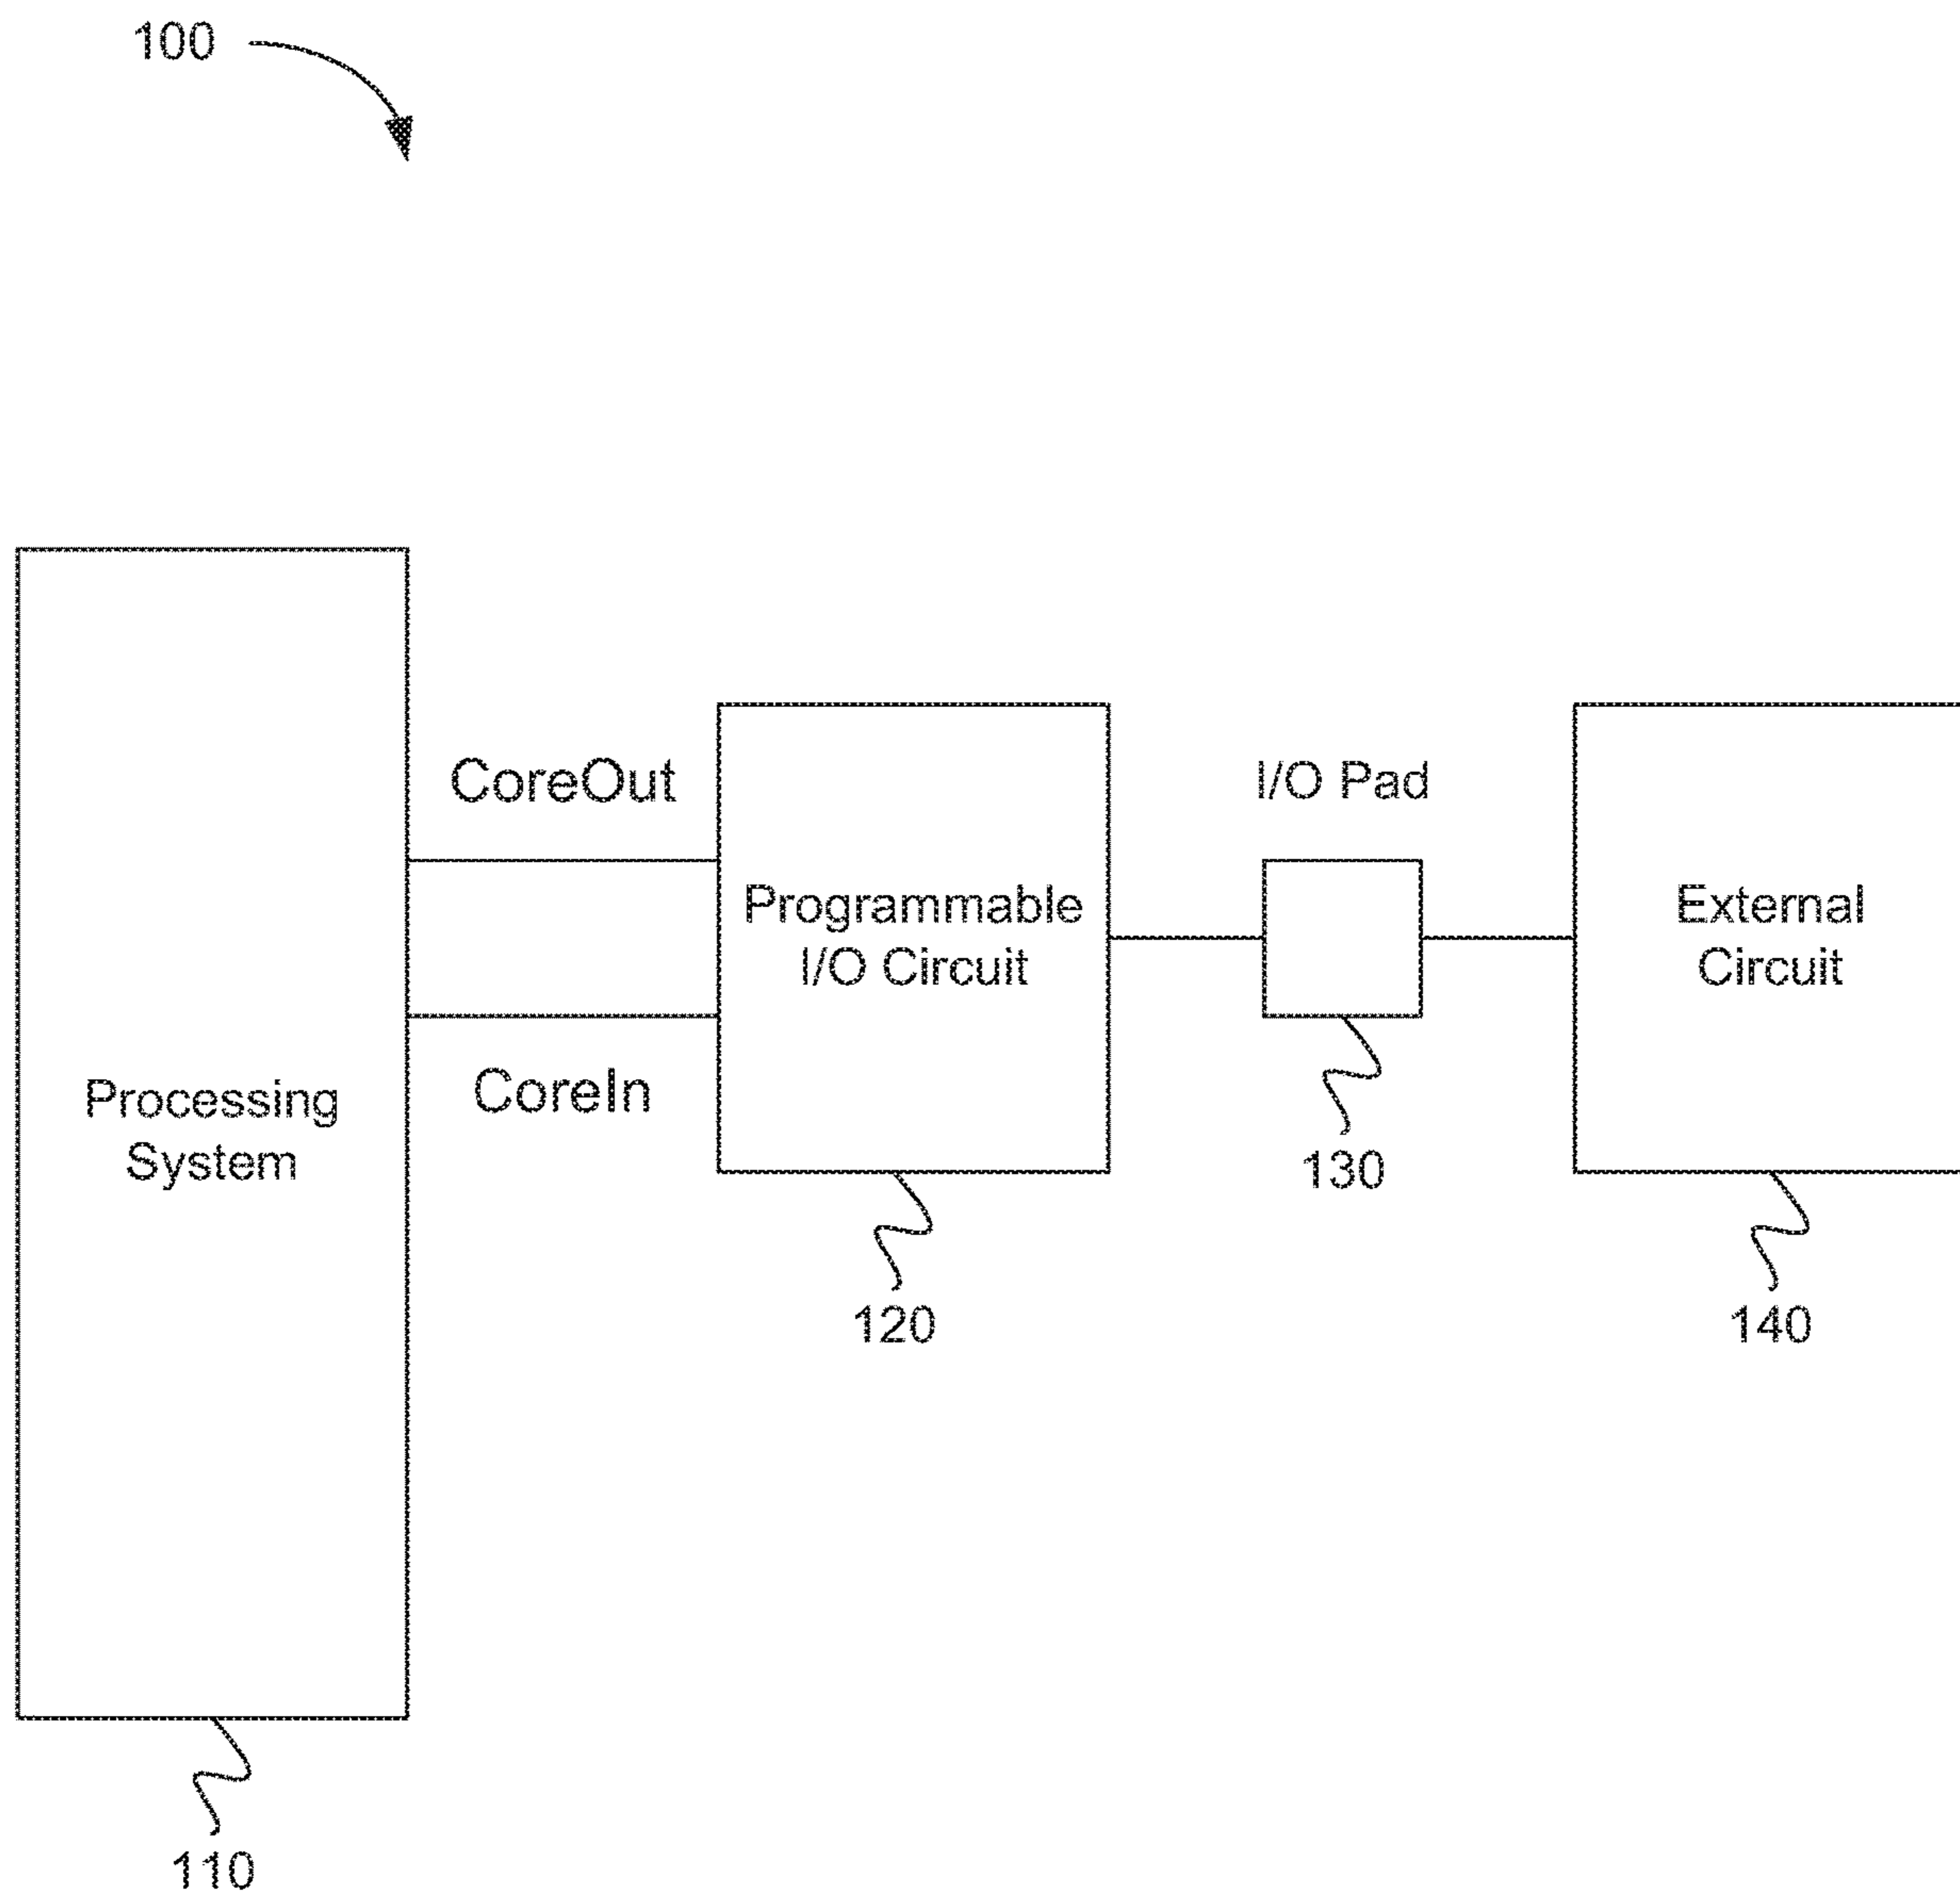 100
CoreOut
I/O Pad
Programmable
I/O Circuit
External
Circuit
Processing
System
CoreIn
130
120
140
110